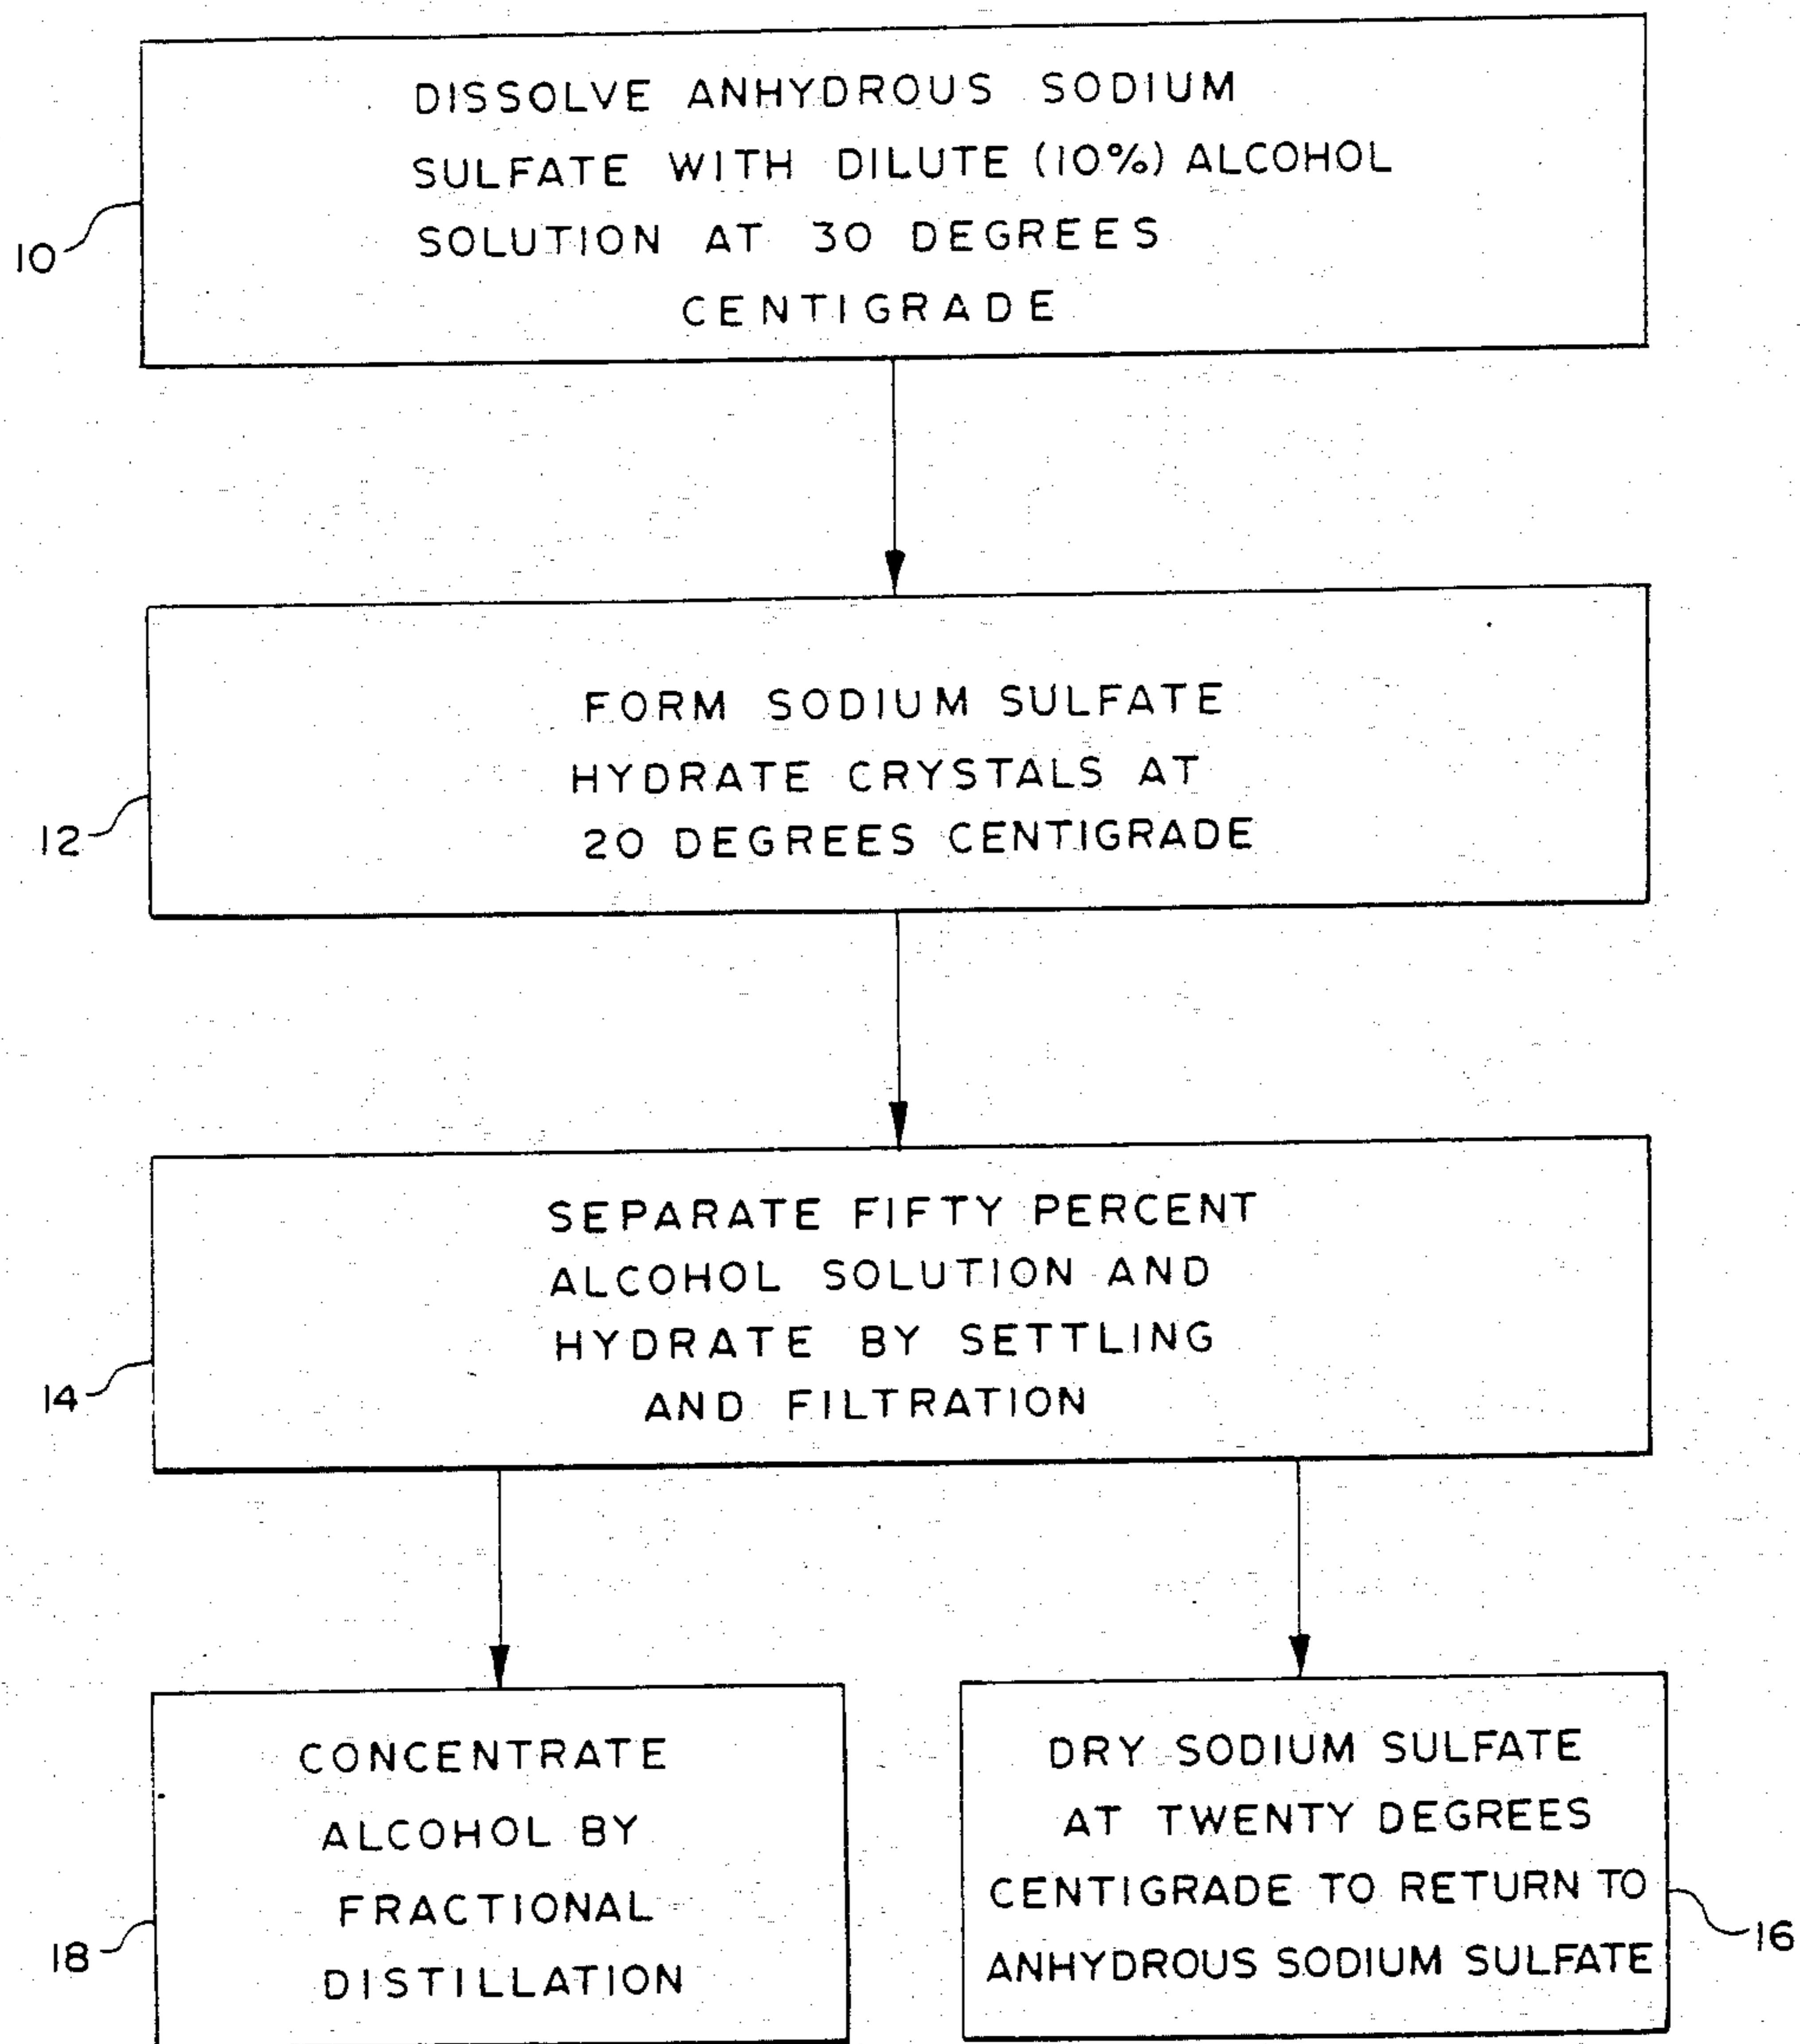 DISSOLVE ANHYDROUS SODIUM
SULFATE WITH DILUTE (10%) ALCOHOL
SOLUTION AT 30 DEGREES
CENTIGRADE
10
FORM SODIUM SULFATE
HYDRATE CRYSTALS AT
20 DEGREES CENTIGRADE
12
SEPARATE FIFTY PERCENT
ALCOHOL SOLUTION AND
HYDRATE BY SETTLING
AND FILTRATION
14
CONCENTRATE
ALCOHOL BY
FRACTIONAL
DISTILLATION
18
DRY SODIUM SULFATE
AT TWENTY DEGREES
CENTIGRADE TO RETURN TO
ANHYDROUS SODIUM SULFATE
16